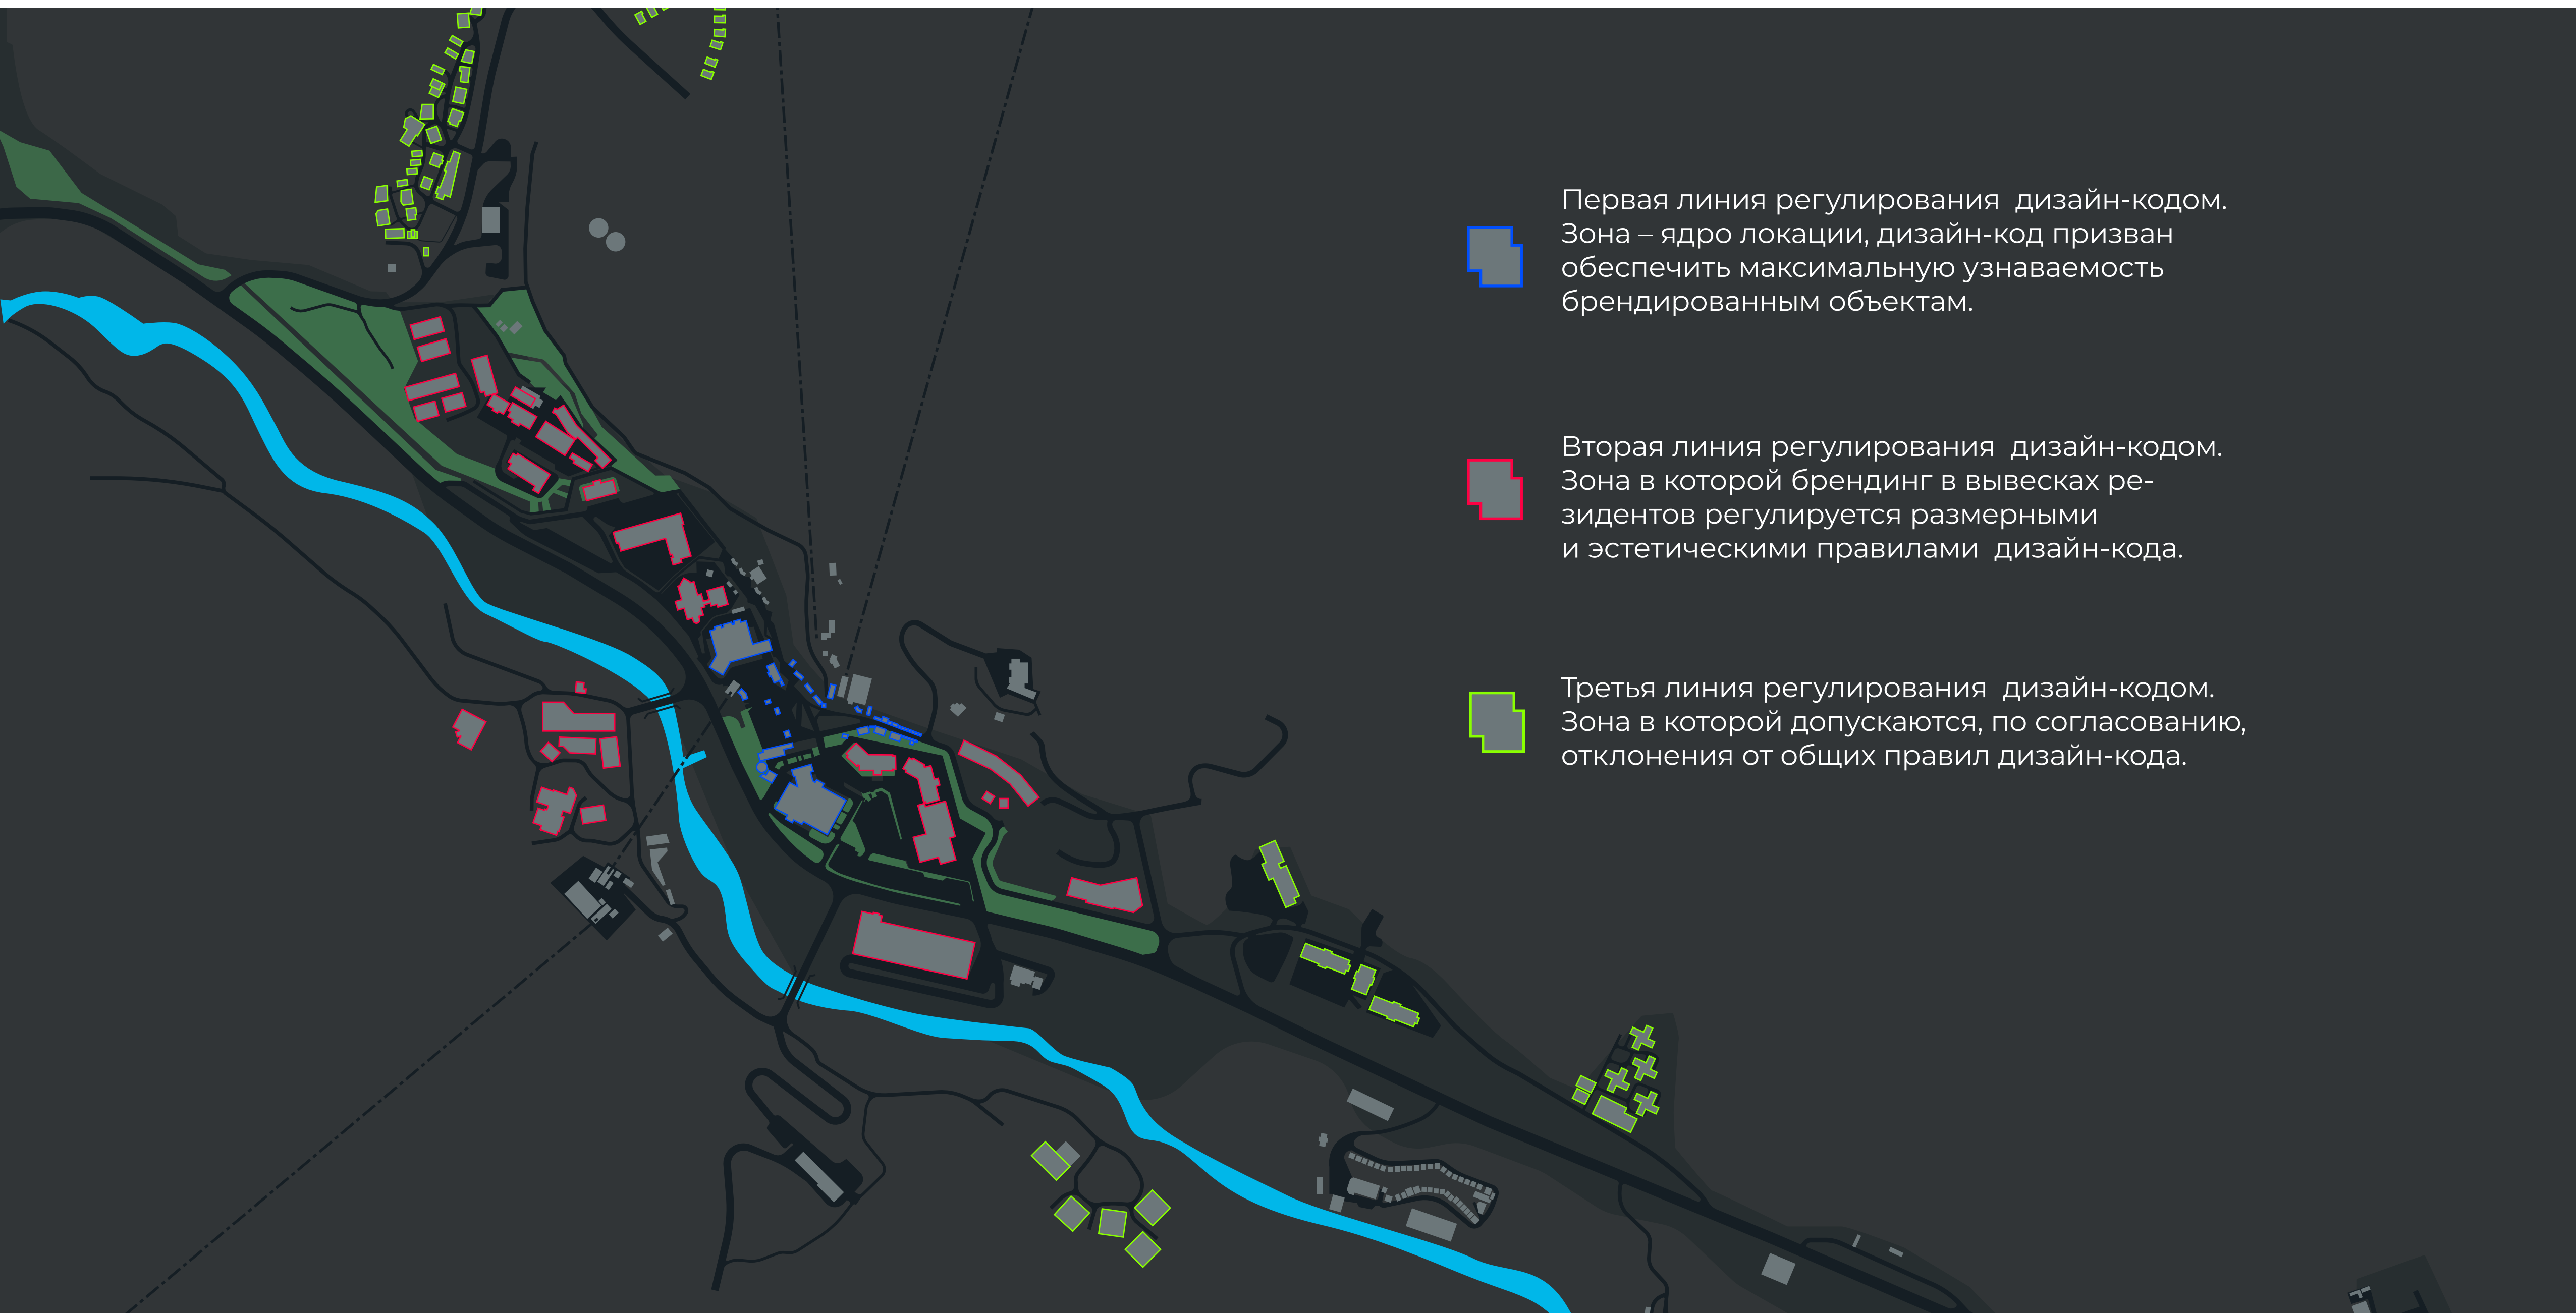 Первая линия регулирования дизайн-кодом.
Зона – ядро локации, дизайн-код призван
обеспечить максимальную узнаваемость
брендированным объектам.
Вторая линия регулирования дизайн-кодом.
Зона в которой брендинг в вывесках ре-
зидентов регулируется размерными
и эстетическими правилами дизайн-кода.
Третья линия регулирования дизайн-кодом.
Зона в которой допускаются, по согласованию,
отклонения от общих правил дизайн-кода.